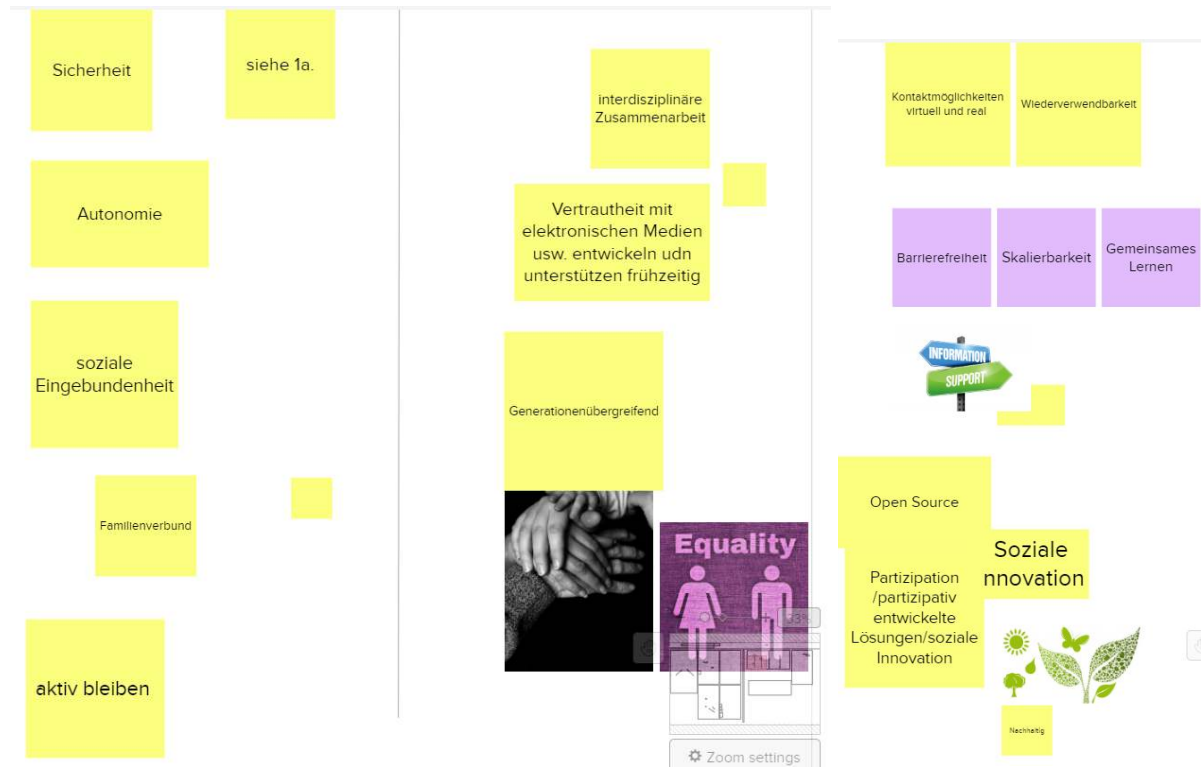 Sicherheit
siehe 1a.
Autonomie
soziale
Eingebundenheit
Familienverbund
aktiv bleiben
interdisziplinäre
Zusammenarbeit
Vertrautheit mit
elektronischen Medien
usw. entwickeln udn
unterstützen frühzeitig
Generationenübergreifend
Equality
Zoom settings
Kontaktmöglichkeiten
virtuell und real
Wiederverwendbarkeit
Barrierefreiheit
Skalierbarkeit
Gemeinsames
Lernen
INFORMATION
SUPPORT
Open Source
Soziale
nnovation
Partizipation
/partizipativ
entwickelte
Lösungen/soziale
Innovation
Nachhaltig